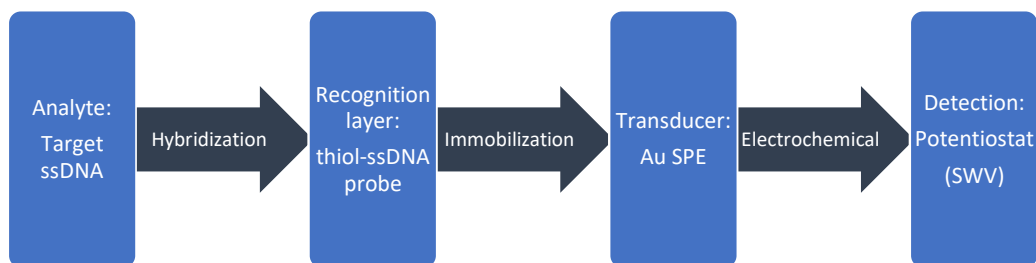 Analyte:
Target
ssDNA
Hybridization
Recognition
layer:
thiol-ssDNA
probe
Immobilization
Transducer:
Au SPE
Electrochemical
Detection:
Potentiostat
(SWV)